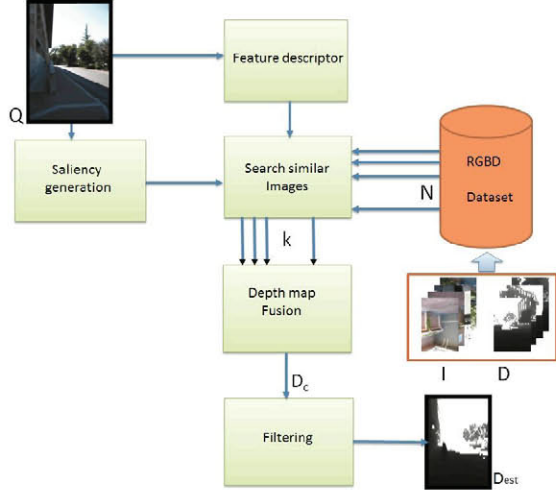 Q
Feature descriptor
Saliency
generation
Search similar
Images
N
RGBD
Dataset
k
Depth map
Fusion
I
D
Dc
Filtering
Dest